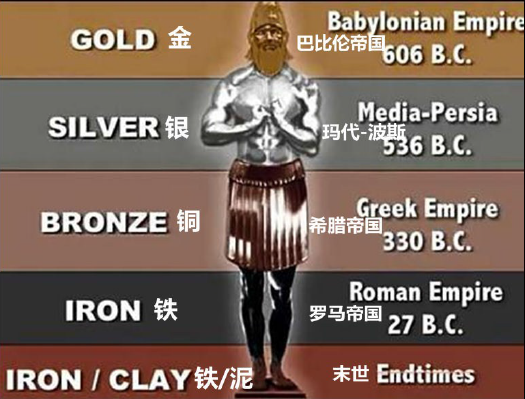 GOLD 金
巴比伦帝国
Babylonian Empire
606 B.C.
SILVER 银
玛代-波斯
Media-Persia
536 B.C.
BRONZE 铜
希腊帝国
Greek Empire
330 B.C.
IRON 铁
罗马帝国
Roman Empire
27 B.C.
IRON / CLAY 铁/泥
末世 Endtimes